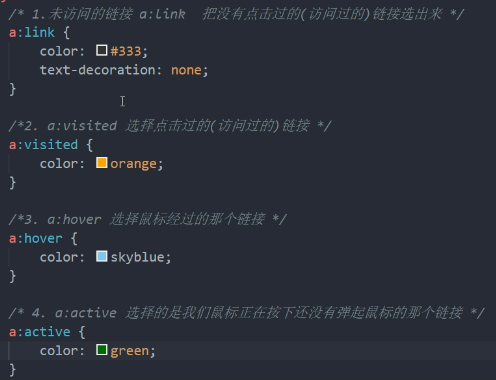 /* 1.未访问的链接 a:link  把没有点击过的(访问过的)链接选出来 */
a:link {
    color: #333;
    text-decoration: none;
}
/*2. a:visited 选择点击过的(访问过的)链接 */
a:visited {
    color: orange;
}
/*3. a:hover 选择鼠标经过的那个链接 */
a:hover {
    color: skyblue;
}
/* 4. a:active 选择的是我们鼠标正在按下还没有弹起鼠标的那个链接 */
a:active {
    color: green;
}